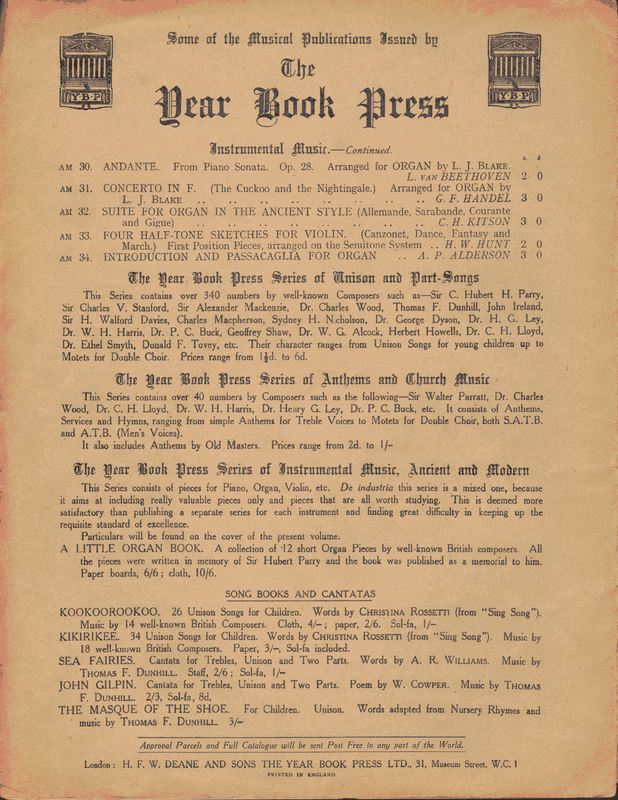 Some of the Musical Publications Issued by
The
Year Book Press
Y·B·P
Y·B·P
Instrumental Music.—Continued.
s. d
AM 30. ANDANTE. From Piano Sonata. Op. 28. Arranged for ORGAN by L. J. BLAKE.
L. VAN BEETHOVEN 2 0
AM 31. CONCERTO IN F. (The Cuckoo and the Nightingale.) Arranged for ORGAN by
L. J. BLAKE .. .. .. .. .. .. .. .. G. F. HANDEL 3 0
AM 32. SUITE FOR ORGAN IN THE ANCIENT STYLE (Allemande, Sarabande, Courante
and Gigue) .. .. .. .. .. .. .. .. C. H. KITSON 3 0
AM 33. FOUR HALF-TONE SKETCHES FOR VIOLIN. (Canzonet, Dance, Fantasy and
March.) First Position Pieces, arranged on the Semitone System .. H. W. HUNT 2 0
AM 34. INTRODUCTION AND PASSACAGLIA FOR ORGAN .. .. A. P. ALDERSON 3 0
The Year Book Press Series of Unison and Part-Songs
This Series contains over 340 numbers by well-known Composers such as—Sir C. Hubert H. Parry,
Sir Charles V. Stanford, Sir Alexander Mackenzie, Dr. Charles Wood, Thomas F. Dunhill, John Ireland,
Sir H. Walford Davies, Charles Macpherson, Sydney H. Nicholson, Dr. George Dyson, Dr. H. G. Ley,
Dr. W. H. Harris, Dr. P. C. Buck, Geoffrey Shaw, Dr. W. G. Alcock, Herbert Howells, Dr. C. H. Lloyd,
Dr. Ethel Smyth, Donald F. Tovey, etc. Their character ranges from Unison Songs for young children up to
Motets for Double Choir. Prices range from 1½d. to 6d.
The Year Book Press Series of Anthems and Church Music
This Series contains over 40 numbers by Composers such as the following—Sir Walter Parratt, Dr. Charles
Wood, Dr. C. H. Lloyd, Dr. W. H. Harris, Dr. Henry G. Ley, Dr. P. C. Buck, etc. It consists of Anthems,
Services and Hymns, ranging from simple Anthems for Treble Voices to Motets for Double Choir, both S.A.T.B.
and A.T.B. (Men's Voices).
It also includes Anthems by Old Masters. Prices range from 2d. to 1/-
The Year Book Press Series of Instrumental Music, Ancient and Modern
This Series consists of pieces for Piano, Organ, Violin, etc. De industria this series is a mixed one, because
it aims at including really valuable pieces only and pieces that are all worth studying. This is deemed more
satisfactory than publishing a separate series for each instrument and finding great difficulty in keeping up the
requisite standard of excellence.
Particulars will be found on the cover of the present volume.
A LITTLE ORGAN BOOK. A collection of 12 short Organ Pieces by well-known British composers. All
the pieces were written in memory of Sir Hubert Parry and the book was published as a memorial to him.
Paper boards, 6/6 ; cloth, 10/6.
SONG BOOKS AND CANTATAS
KOOKOOROOKOO. 26 Unison Songs for Children. Words by CHRISTINA ROSSETTI (from "Sing Song").
Music by 14 well-known British Composers. Cloth, 4/- ; paper, 2/6. Sol-fa, 1/-
KIKIRIKEE. 34 Unison Songs for Children. Words by CHRISTINA ROSSETTI (from "Sing Song"). Music by
18 well-known British Composers. Paper, 3/-, Sol-fa included.
SEA FAIRIES. Cantata for Trebles, Unison and Two Parts. Words by A. R. WILLIAMS. Music by
THOMAS F. DUNHILL. Staff, 2/6 ; Sol-fa, 1/-
JOHN GILPIN. Cantata for Trebles, Unison and Two Parts. Poem by W. COWPER. Music by THOMAS
F. DUNHILL. 2/3, Sol-fa, 8d.
THE MASQUE OF THE SHOE. For Children. Unison. Words adapted from Nursery Rhymes and
music by THOMAS F. DUNHILL. 3/-
Approval Parcels and Full Catalogue will be sent Post Free to any part of the World.
London : H. F. W. DEANE AND SONS THE YEAR BOOK PRESS LTD., 31, Museum Street, W.C. 1
PRINTED IN ENGLAND